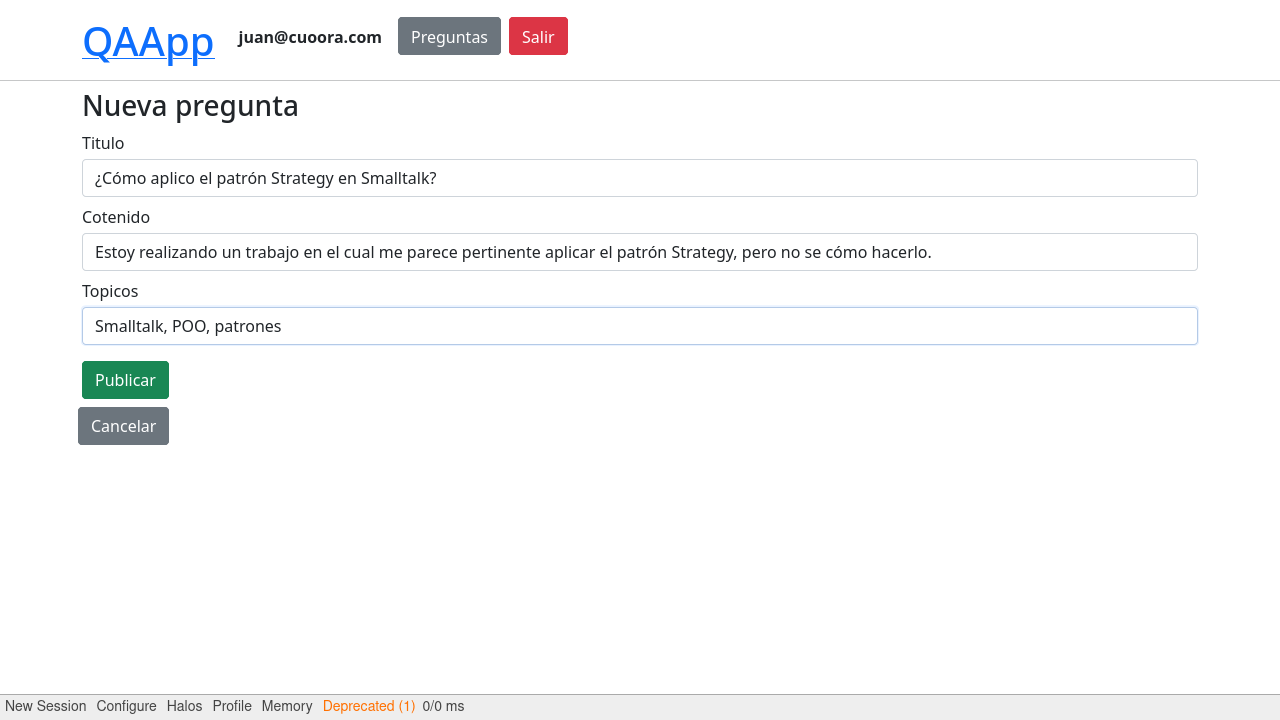 QAApp juan@cuoora.com Preguntas Salir
Nueva pregunta
Titulo
¿Cómo aplico el patrón Strategy en Smalltalk?
Cotenido
Estoy realizando un trabajo en el cual me parece pertinente aplicar el patrón Strategy, pero no se cómo hacerlo.
Topicos
Smalltalk, POO, patrones
Publicar
Cancelar
New Session Configure Halos Profile Memory Deprecated (1) 0/0 ms